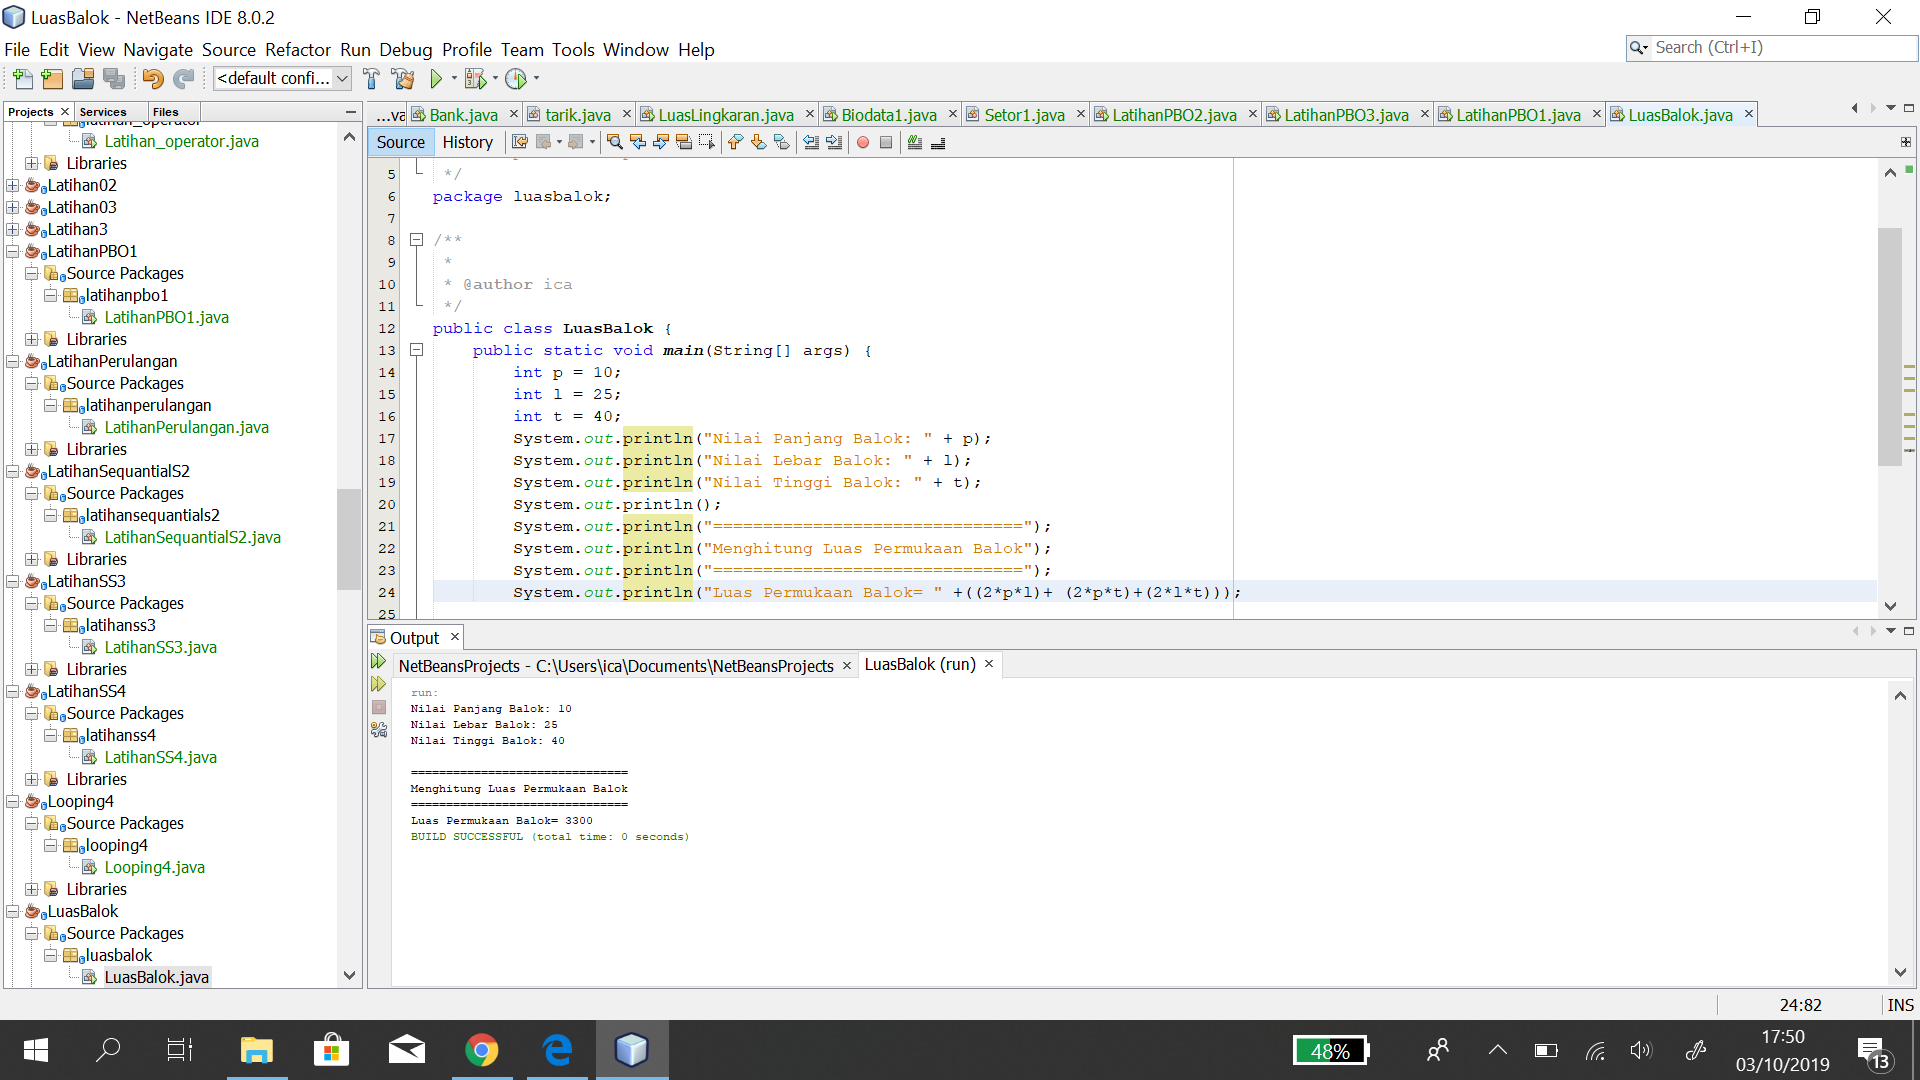 LuasBalok - NetBeans IDE 8.0.2
File Edit View Navigate Source Refactor Run Debug Profile Team Tools Window Help
Search (Ctrl+I)
<default confi...
Projects Services Files
Latihan_operator.java
Libraries
Latihan02
Latihan03
Latihan3
LatihanPBO1
Source Packages
latihanpbo1
LatihanPBO1.java
Libraries
LatihanPerulangan
Source Packages
latihanperulangan
LatihanPerulangan.java
Libraries
LatihanSequantialS2
Source Packages
latihansequantials2
LatihanSequantialS2.java
Libraries
LatihanSS3
Source Packages
latihanss3
LatihanSS3.java
Libraries
LatihanSS4
Source Packages
latihanss4
LatihanSS4.java
Libraries
Looping4
Source Packages
looping4
Looping4.java
Libraries
LuasBalok
Source Packages
luasbalok
LuasBalok.java
...va Bank.java tarik.java LuasLingkaran.java Biodata1.java Setor1.java LatihanPBO2.java LatihanPBO3.java LatihanPBO1.java LuasBalok.java
Source History
5 */
6 package luasbalok;
7
8 /**
9 *
10 * @author ica
11 */
12 public class LuasBalok {
13 public static void main(String[] args) {
14 int p = 10;
15 int l = 25;
16 int t = 40;
17 System.out.println("Nilai Panjang Balok: " + p);
18 System.out.println("Nilai Lebar Balok: " + l);
19 System.out.println("Nilai Tinggi Balok: " + t);
20 System.out.println();
21 System.out.println("===============================");
22 System.out.println("Menghitung Luas Permukaan Balok");
23 System.out.println("===============================");
24 System.out.println("Luas Permukaan Balok= " +((2*p*l)+ (2*p*t)+(2*l*t)));
25
Output
NetBeansProjects - C:\Users\ica\Documents\NetBeansProjects LuasBalok (run)
run:
Nilai Panjang Balok: 10
Nilai Lebar Balok: 25
Nilai Tinggi Balok: 40
===============================
Menghitung Luas Permukaan Balok
===============================
Luas Permukaan Balok= 3300
BUILD SUCCESSFUL (total time: 0 seconds)
24:82 INS
48%
17:50
03/10/2019
13